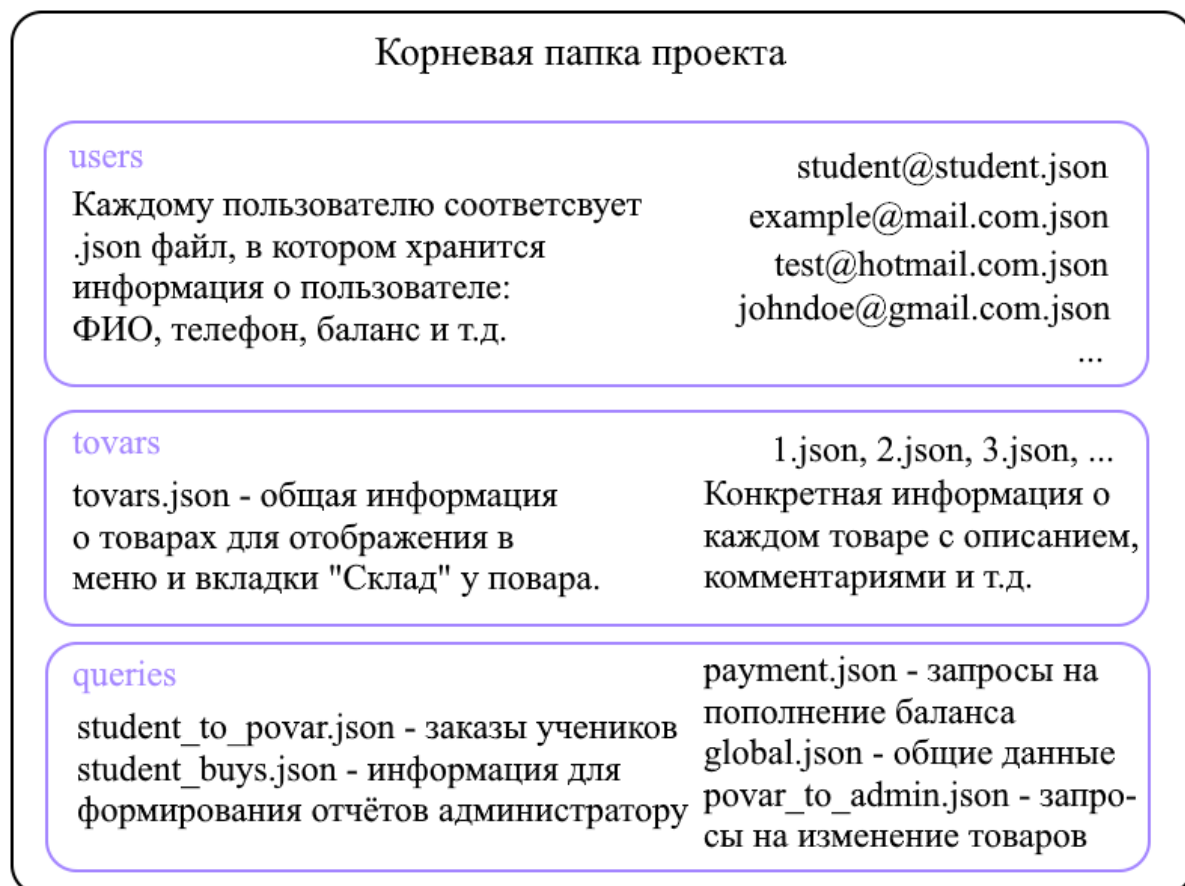 Корневая папка проекта
users
Каждому пользователю соответсвует
.json файл, в котором хранится
информация о пользователе:
ФИО, телефон, баланс и т.д.
student@student.json
example@mail.com.json
test@hotmail.com.json
johndoe@gmail.com.json
...
tovars
tovars.json - общая информация
о товарах для отображения в
меню и вкладки "Склад" у повара.
1.json, 2.json, 3.json, ...
Конкретная информация о
каждом товаре с описанием,
комментариями и т.д.
queries
student_to_povar.json - заказы учеников
student_buys.json - информация для
формирования отчётов администратору
payment.json - запросы на
пополнение баланса
global.json - общие данные
povar_to_admin.json - запро-
сы на изменение товаров